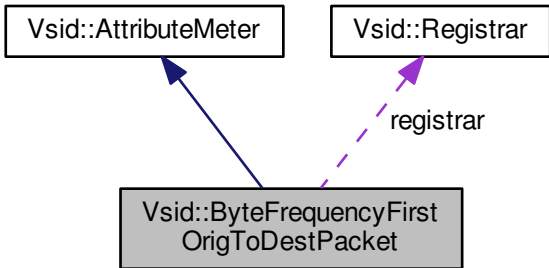 Vsid::AttributeMeter
Vsid::Registrar
registrar
Vsid::ByteFrequencyFirst
OrigToDestPacket